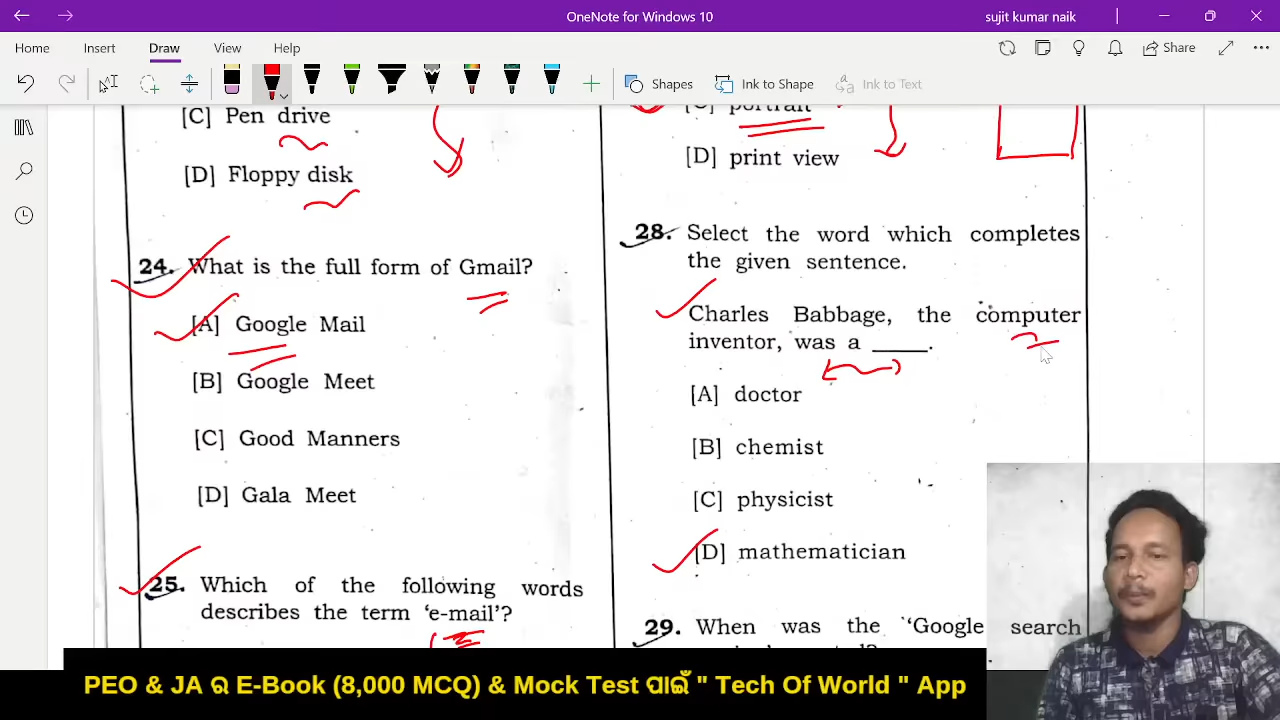 OneNote for Windows 10
sujit kumar naik
Home Insert Draw View Help
Share
Shapes
Ink to Shape
Ink to Text
[C] Pen drive
[D] Floppy disk
24. What is the full form of Gmail?
[A] Google Mail
[B] Google Meet
[C] Good Manners
[D] Gala Meet
25. Which of the following words
describes the term ‘e-mail’?
[C] portrait
[D] print view
28. Select the word which completes
the given sentence.
Charles Babbage, the computer
inventor, was a ____.
[A] doctor
[B] chemist
[C] physicist
[D] mathematician
29. When was the ‘Google search
PEO & JA ର E-Book (8,000 MCQ) & Mock Test ପାଇଁ " Tech Of World " App